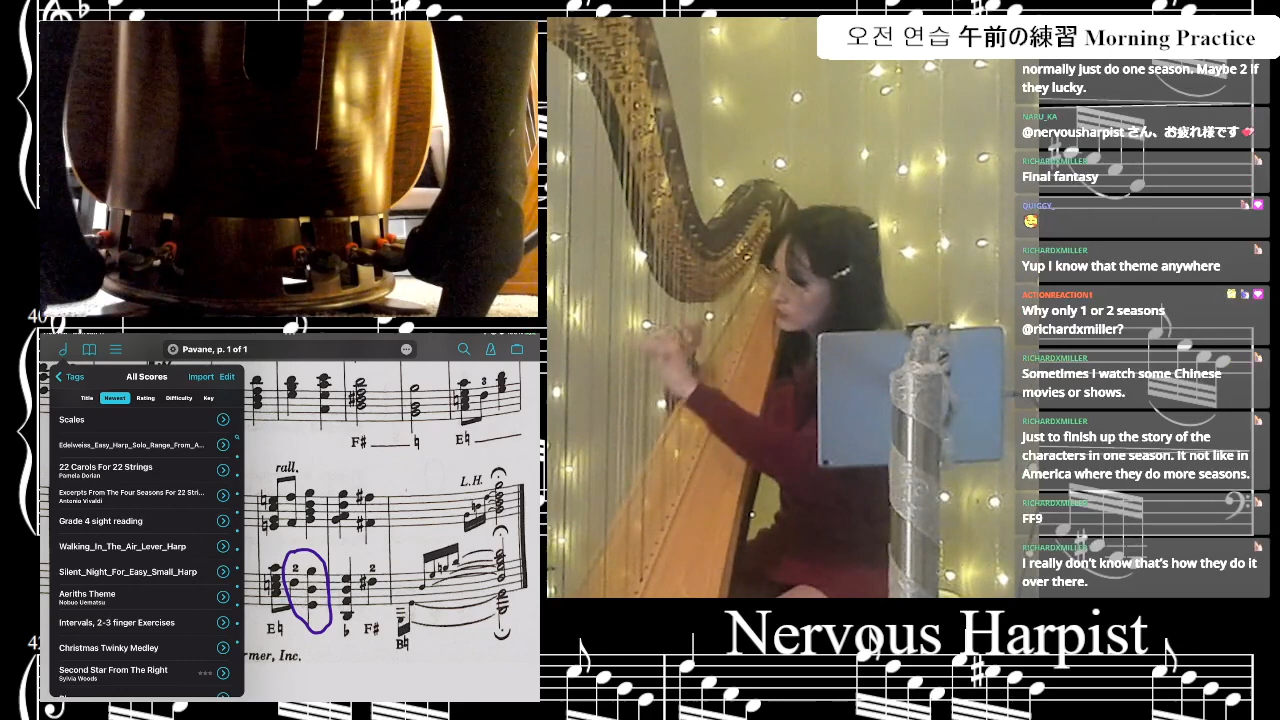 오전 연습 午前の練習 Morning Practice
normally just do one season. Maybe 2 if
they lucky.
NARU_KA
@nervousharpist さん、お疲れ様です
RICHARDXMILLER
Final fantasy
QUIGGY_
RICHARDXMILLER
Yup I know that theme anywhere
ACTIONREACTION1
Why only 1 or 2 seasons
@richardxmiller?
RICHARDXMILLER
Sometimes I watch some Chinese
movies or shows.
RICHARDXMILLER
Just to finish up the story of the
characters in one season. It not like in
America where they do more seasons.
RICHARDXMILLER
FF9
RICHARDXMILLER
I really don't know that's how they do it
over there.
Nervous Harpist
Pavane, p. 1 of 1
Tags
All Scores
Import Edit
Title Newest Rating Difficulty Key
Scales
Edelweiss_Easy_Harp_Solo_Range_From_A...
22 Carols For 22 Strings
Pamela Dorian
Excerpts From The Four Seasons For 22 Stri...
Antonio Vivaldi
Grade 4 sight reading
Walking_In_The_Air_Lever_Harp
Silent_Night_For_Easy_Small_Harp
Aeriths Theme
Nobuo Uematsu
Intervals, 2-3 finger Exercises
Christmas Twinky Medley
Second Star From The Right
Sylvia Woods
3
F# ♮ E♮
rall.
L.H.
2 2
E♮ ♭ F# B♮
rmer, Inc.